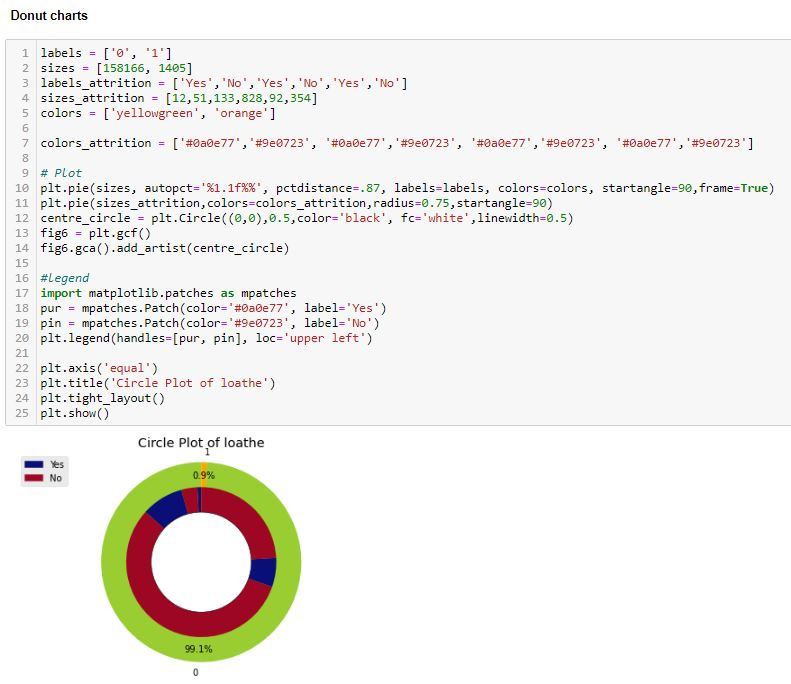 Donut charts
1 labels = ['0', '1']
2 sizes = [158166, 1405]
3 labels_attrition = ['Yes','No','Yes','No','Yes','No']
4 sizes_attrition = [12,51,133,828,92,354]
5 colors = ['yellowgreen', 'orange']
6
7 colors_attrition = ['#0a0e77','#9e0723', '#0a0e77','#9e0723', '#0a0e77','#9e0723', '#0a0e77','#9e0723']
8
9 # Plot
10 plt.pie(sizes, autopct='%1.1f%%', pctdistance=.87, labels=labels, colors=colors, startangle=90,frame=True)
11 plt.pie(sizes_attrition,colors=colors_attrition,radius=0.75,startangle=90)
12 centre_circle = plt.Circle((0,0),0.5,color='black', fc='white',linewidth=0.5)
13 fig6 = plt.gcf()
14 fig6.gca().add_artist(centre_circle)
15
16 #legend
17 import matplotlib.patches as mpatches
18 pur = mpatches.Patch(color='#0a0e77', label='Yes')
19 pin = mpatches.Patch(color='#9e0723', label='No')
20 plt.legend(handles=[pur, pin], loc='upper left')
21
22 plt.axis('equal')
23 plt.title('Circle Plot of loathe')
24 plt.tight_layout()
25 plt.show()
Circle Plot of loathe
1
Yes
No
0.9%
99.1%
0